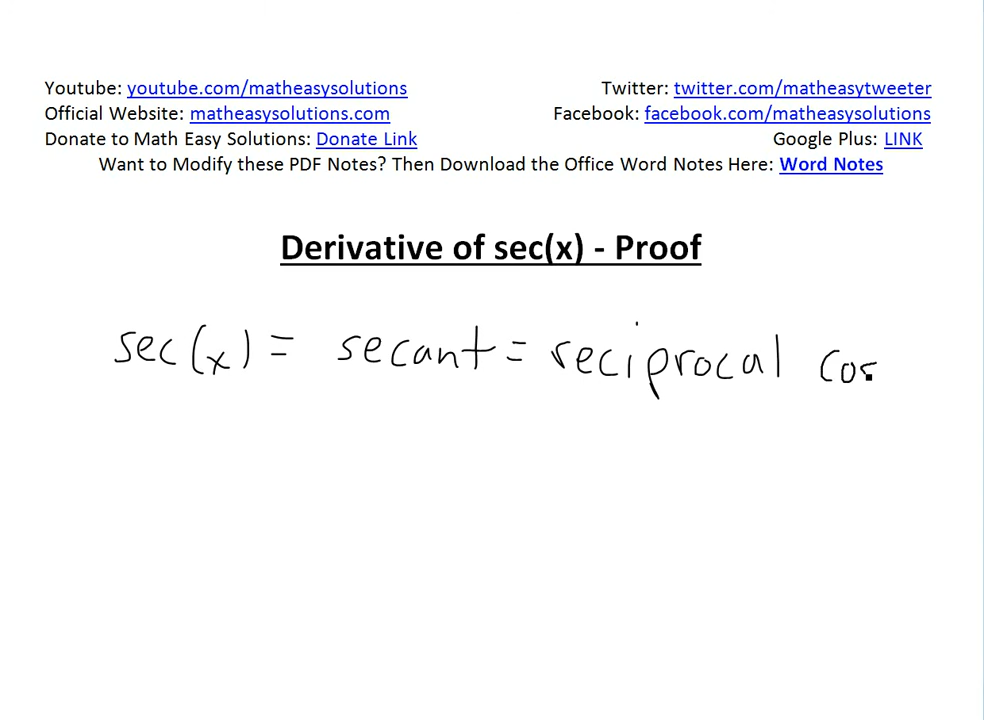 Youtube: youtube.com/matheasysolutions Twitter: twitter.com/matheasytweeter
Official Website: matheasysolutions.com Facebook: facebook.com/matheasysolutions
Donate to Math Easy Solutions: Donate Link Google Plus: LINK
Want to Modify these PDF Notes? Then Download the Office Word Notes Here: Word Notes
Derivative of sec(x) - Proof
sec(x) = secant = reciprocal cos